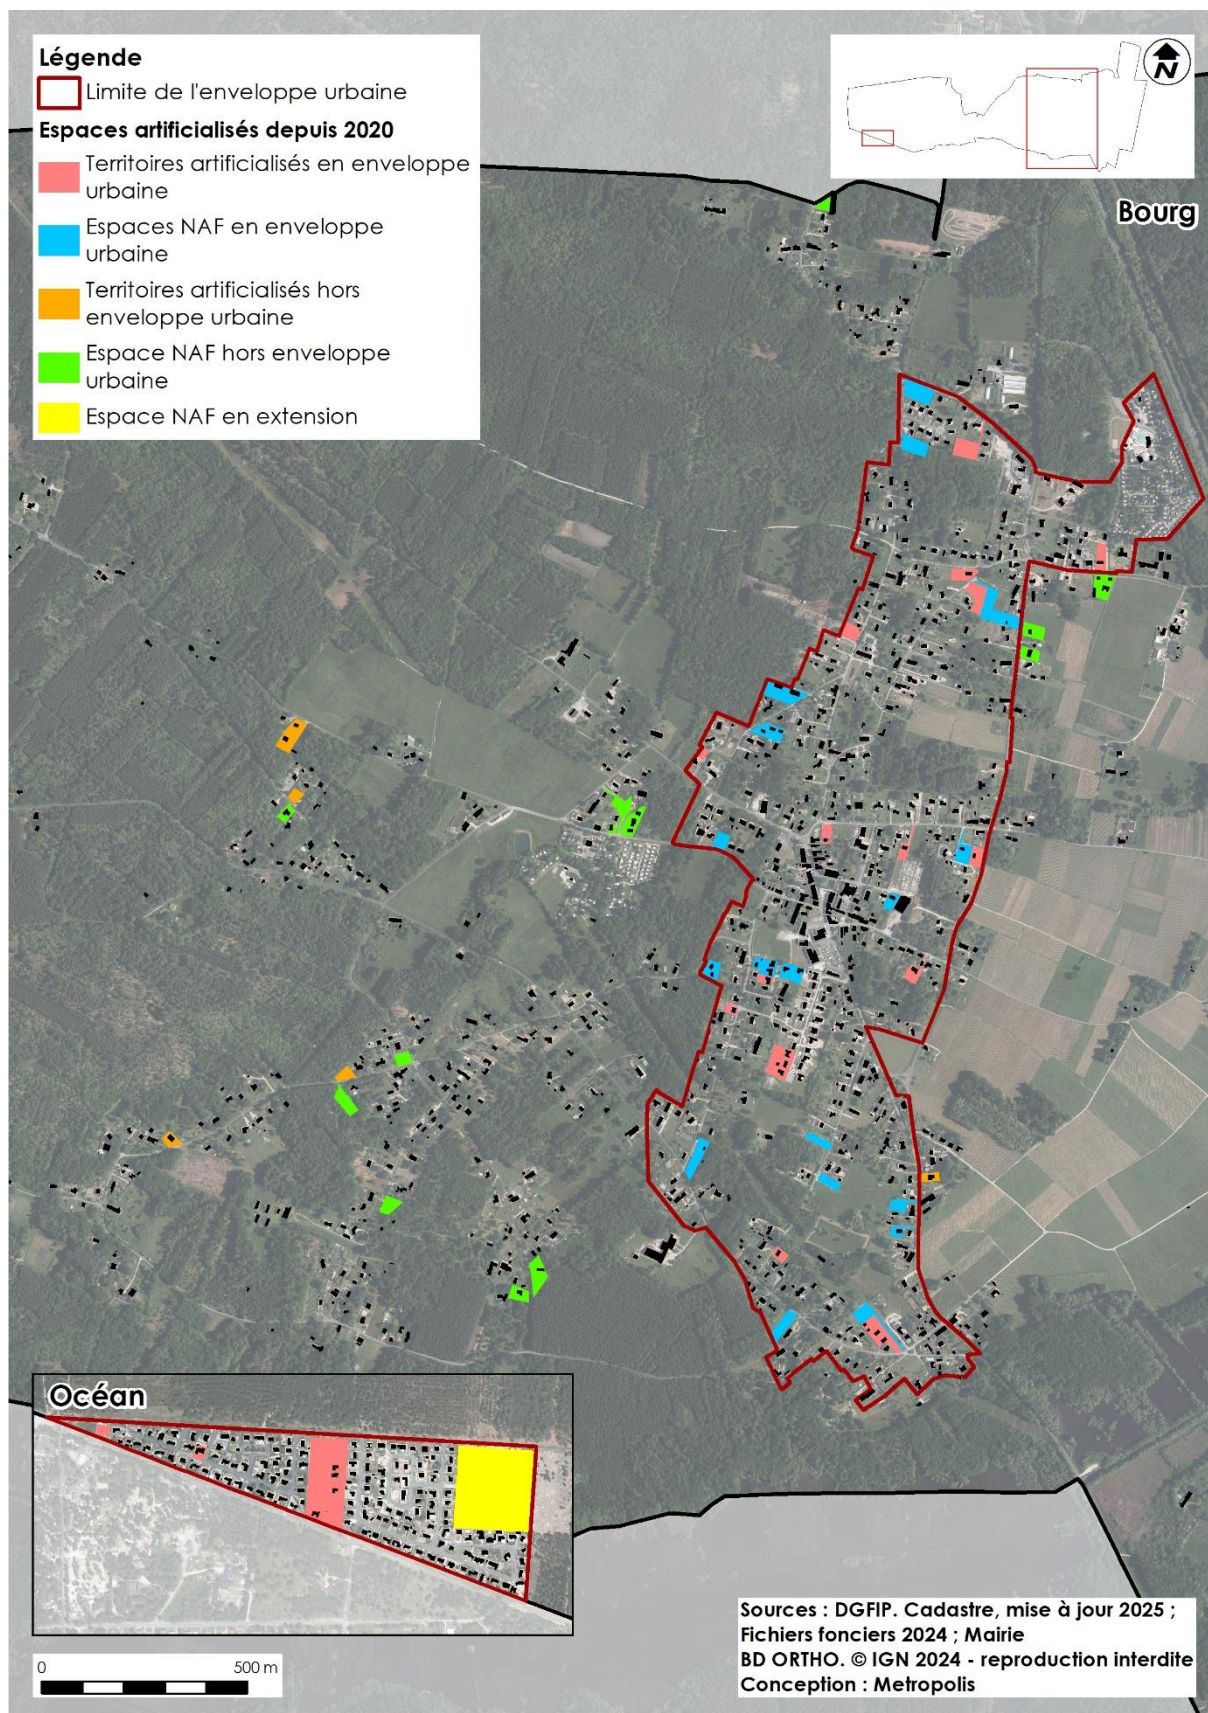 Légende
Limite de l'enveloppe urbaine
Espaces artificialisés depuis 2020
Territoires artificialisés en enveloppe
urbaine
Espaces NAF en enveloppe
urbaine
Territoires artificialisés hors
enveloppe urbaine
Espace NAF hors enveloppe
urbaine
Espace NAF en extension
N
Bourg
Océan
0 500 m
Sources : DGFIP. Cadastre, mise à jour 2025 ;
Fichiers fonciers 2024 ; Mairie
BD ORTHO. © IGN 2024 - reproduction interdite
Conception : Metropolis